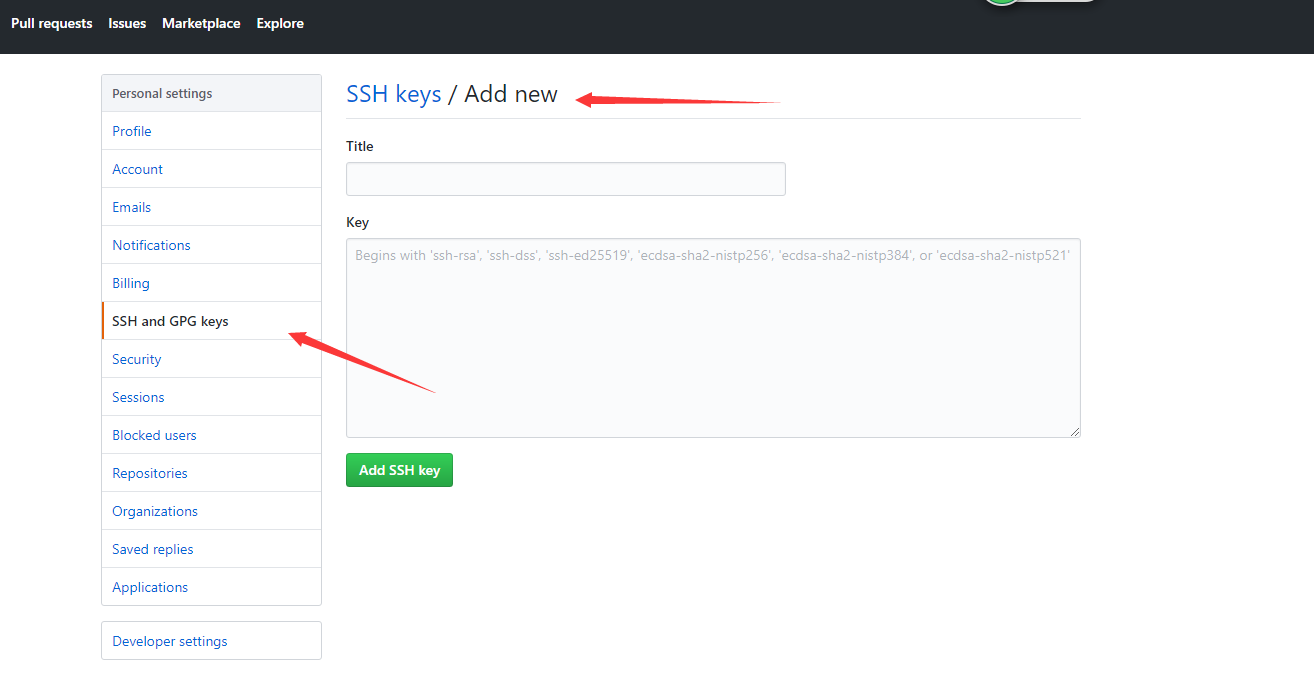 Pull requests Issues Marketplace Explore
Personal settings
Profile
Account
Emails
Notifications
Billing
SSH and GPG keys
Security
Sessions
Blocked users
Repositories
Organizations
Saved replies
Applications
Developer settings
SSH keys / Add new
Title
Key
Begins with 'ssh-rsa', 'ssh-dss', 'ssh-ed25519', 'ecdsa-sha2-nistp256', 'ecdsa-sha2-nistp384', or 'ecdsa-sha2-nistp521'
Add SSH key